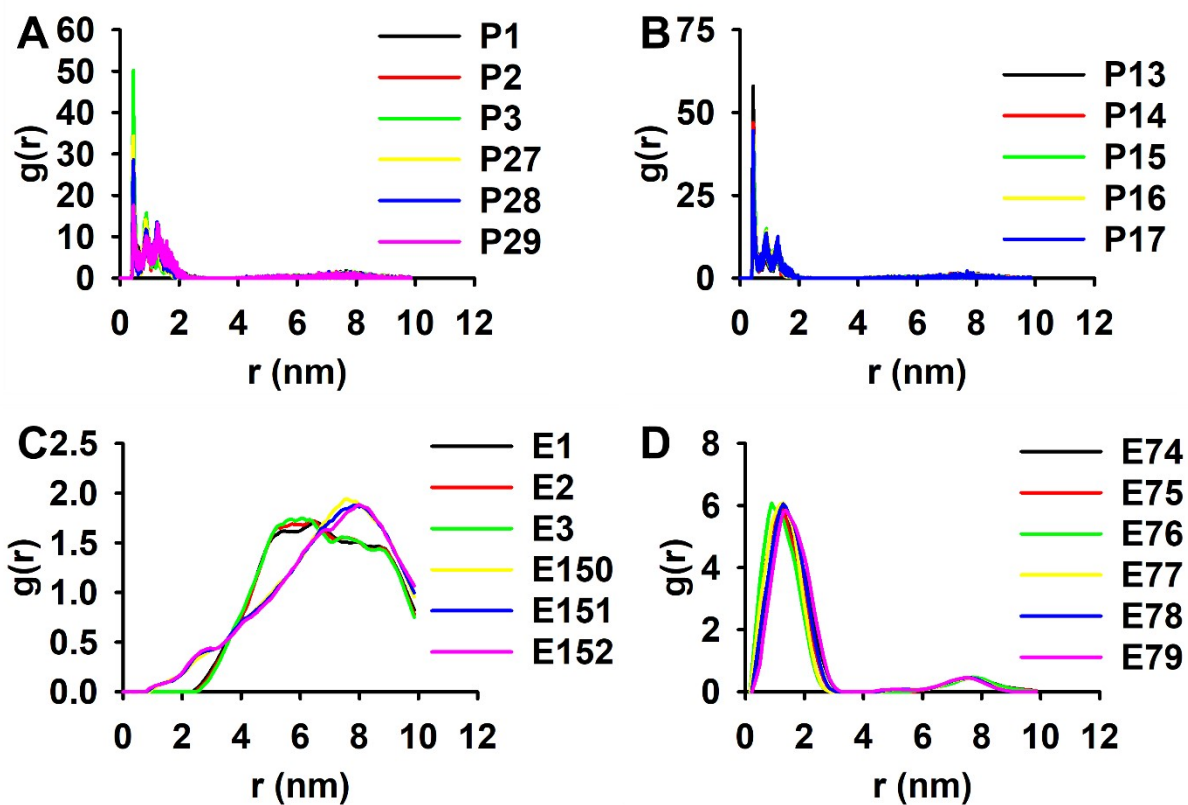 A
60
50
40
30
20
10
0
g(r)
0 2 4 6 8 10 12
r (nm)
P1
P2
P3
P27
P28
P29
B
75
50
25
0
g(r)
0 2 4 6 8 10 12
r (nm)
P13
P14
P15
P16
P17
C
2.5
2.0
1.5
1.0
0.5
0.0
g(r)
0 2 4 6 8 10 12
r (nm)
E1
E2
E3
E150
E151
E152
D
8
6
4
2
0
g(r)
0 2 4 6 8 10 12
r (nm)
E74
E75
E76
E77
E78
E79